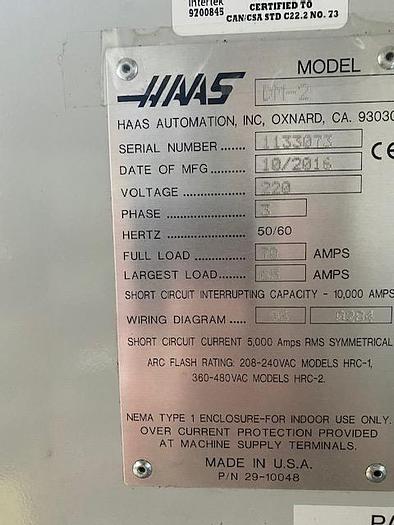 Intertek
9700845
CERTIFIED TO
CAN/CSA STD C22.2 NO. 73
HAAS
MODEL DM-2
HAAS AUTOMATION, INC, OXNARD, CA. 93030
SERIAL NUMBER ....... 1133073
DATE OF MFG .......... 10/2016
VOLTAGE ................... 220
PHASE ...................... 3
HERTZ ...................... 50/60
FULL LOAD ................ AMPS
LARGEST LOAD ......... AMPS
SHORT CIRCUIT INTERRUPTING CAPACITY - 10,000 AMPS
WIRING DIAGRAM .....
SHORT CIRCUIT CURRENT 5,000 Amps RMS SYMMETRICAL
ARC FLASH RATING: 208-240VAC MODELS HRC-1,
360-480VAC MODELS HRC-2.
NEMA TYPE 1 ENCLOSURE-FOR INDOOR USE ONLY.
OVER CURRENT PROTECTION PROVIDED
AT MACHINE SUPPLY TERMINALS.
MADE IN U.S.A.
P/N 29-10048